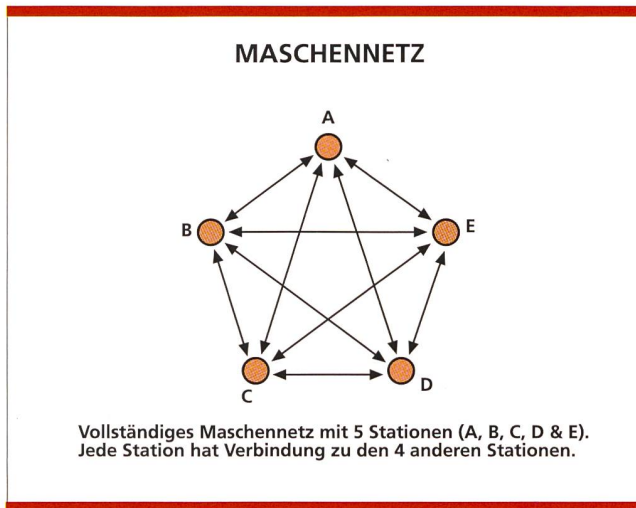 MASCHENNETZ
A
B
E
C
D
Vollständiges Maschennetz mit 5 Stationen (A, B, C, D & E).
Jede Station hat Verbindung zu den 4 anderen Stationen.